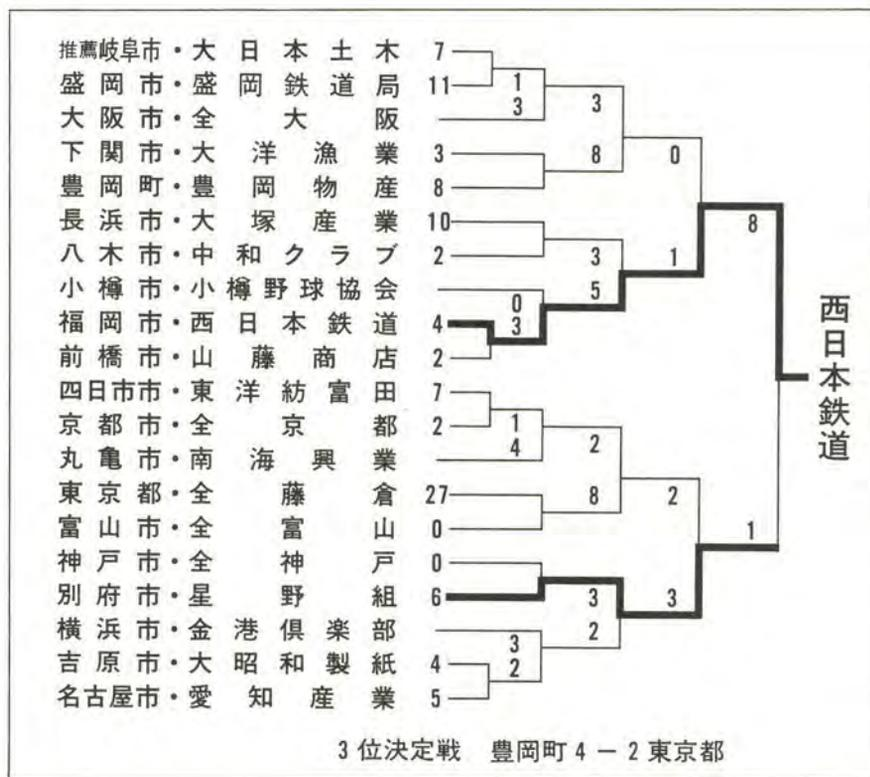 推薦岐阜市・大日本土木 7
盛岡市・盛岡鉄道局 11
1
3
大阪市・全大阪
3
下関市・大洋漁業 3
8
0
豊岡町・豊岡物産 8
長浜市・大塚産業 10
8
八木市・中和クラブ 2
3
1
小樽市・小樽野球協会
0
5
福岡市・西日本鉄道 4
3
前橋市・山藤商店 2
四日市市・東洋紡富田 7
京都市・全京都 2
1
4
丸亀市・南海興業
2
東京都・全藤倉 27
8
2
富山市・全富山 0
1
神戸市・全神戸 0
別府市・星野組 6
3
3
横浜市・金港倶楽部
3
2
吉原市・大昭和製紙 4
2
名古屋市・愛知産業 5
西日本鉄道
3位決定戦 豊岡町4－2東京都